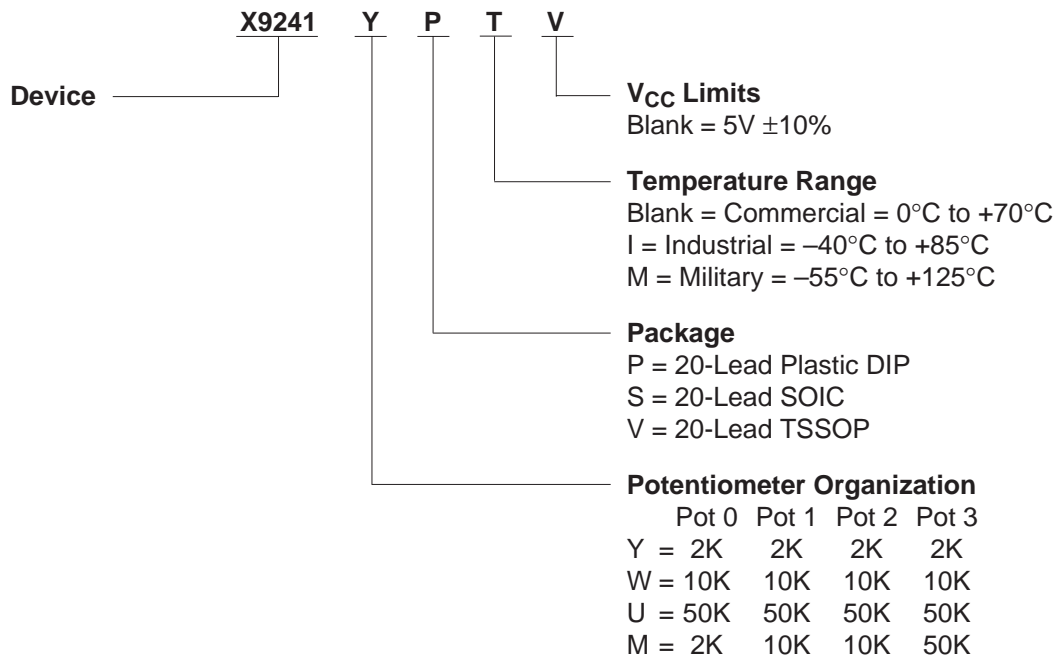 X9241 Y P T V
Device
VCC Limits
Blank = 5V ±10%
Temperature Range
Blank = Commercial = 0°C to +70°C
I = Industrial = –40°C to +85°C
M = Military = –55°C to +125°C
Package
P = 20-Lead Plastic DIP
S = 20-Lead SOIC
V = 20-Lead TSSOP
Potentiometer Organization
Pot 0 Pot 1 Pot 2 Pot 3
Y = 2K 2K 2K 2K
W = 10K 10K 10K 10K
U = 50K 50K 50K 50K
M = 2K 10K 10K 50K